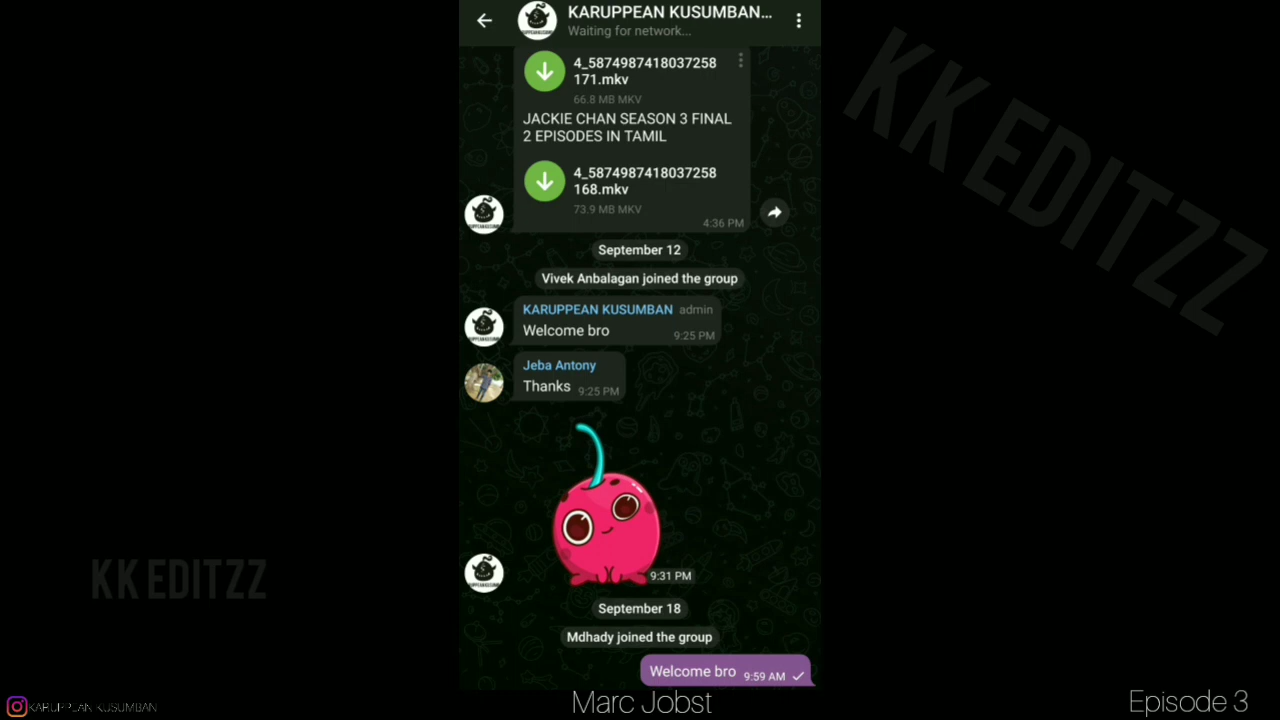 KARUPPEAN KUSUMBAN...
Waiting for network...
4_5874987418037258
171.mkv
66.8 MB MKV
JACKIE CHAN SEASON 3 FINAL
2 EPISODES IN TAMIL
4_5874987418037258
168.mkv
73.9 MB MKV
4:36 PM
September 12
Vivek Anbalagan joined the group
KARUPPEAN KUSUMBAN admin
Welcome bro 9:25 PM
Jeba Antony
Thanks 9:25 PM
9:31 PM
September 18
Mdhady joined the group
Welcome bro 9:59 AM
KK EDITZZ
KK EDITZZ
KARUPPEAN KUSUMBAN
Marc Jobst
Episode 3